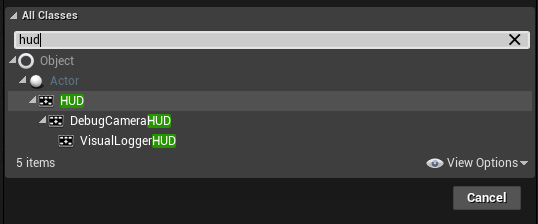 All Classes
hud
Object
Actor
HUD
DebugCameraHUD
VisualLoggerHUD
5 items View Options
Cancel